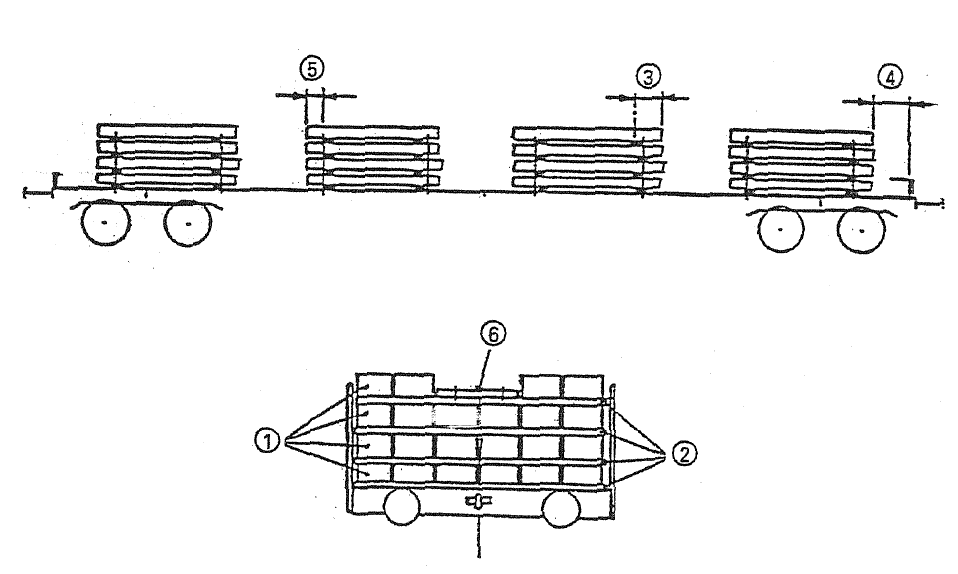 ⑤ ③ ④
⑥
① ②